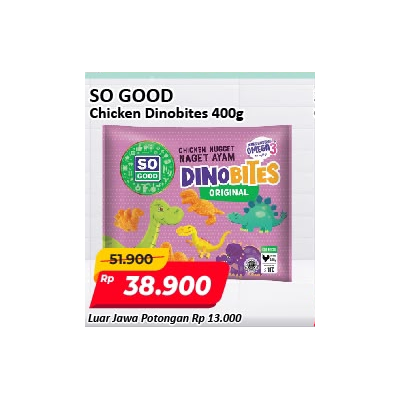 SO GOOD
Chicken Dinobites 400g
MENGANDUNG
OMEGA 3
CHICKEN NUGGET
NAGET AYAM
SO
GOOD
DINOBITES
ORIGINAL
51.900
Rp 38.900
Luar Jawa Potongan Rp 13.000